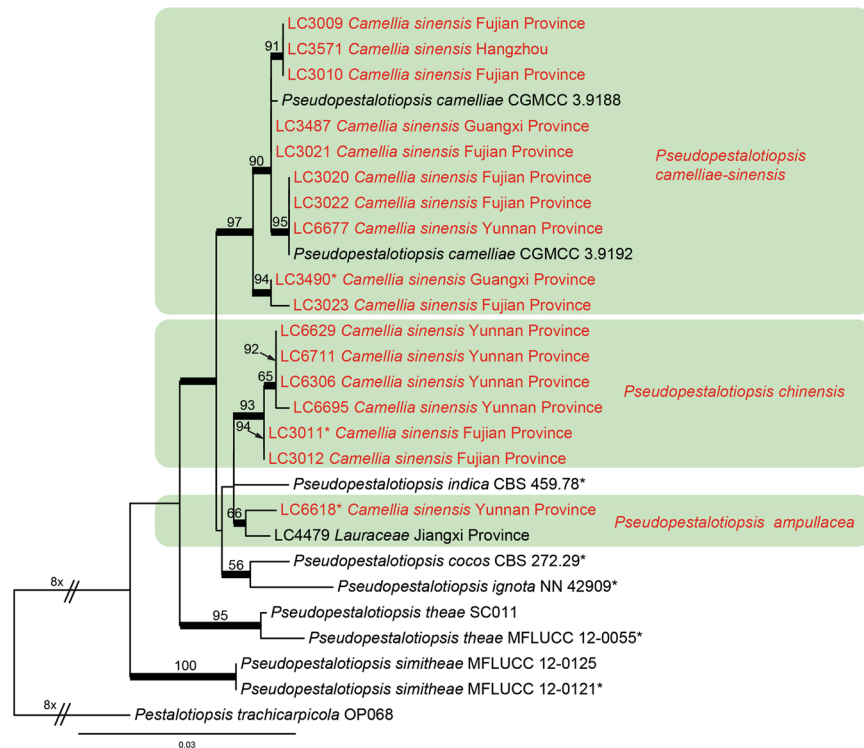 LC3009 Camellia sinensis Fujian Province
91
LC3571 Camellia sinensis Hangzhou
LC3010 Camellia sinensis Fujian Province
Pseudopestalotiopsis camelliae CGMCC 3.9188
LC3487 Camellia sinensis Guangxi Province
LC3021 Camellia sinensis Fujian Province
Pseudopestalotiopsis
camelliae-sinensis
90
LC3020 Camellia sinensis Fujian Province
LC3022 Camellia sinensis Fujian Province
97
95
LC6677 Camellia sinensis Yunnan Province
Pseudopestalotiopsis camelliae CGMCC 3.9192
94
LC3490* Camellia sinensis Guangxi Province
LC3023 Camellia sinensis Fujian Province
LC6629 Camellia sinensis Yunnan Province
92
LC6711 Camellia sinensis Yunnan Province
65
LC6306 Camellia sinensis Yunnan Province
Pseudopestalotiopsis chinensis
LC6695 Camellia sinensis Yunnan Province
93
94
LC3011* Camellia sinensis Fujian Province
LC3012 Camellia sinensis Fujian Province
Pseudopestalotiopsis indica CBS 459.78*
LC6618* Camellia sinensis Yunnan Province
66
Pseudopestalotiopsis ampullacea
LC4479 Lauraceae Jiangxi Province
Pseudopestalotiopsis cocos CBS 272.29*
56
Pseudopestalotiopsis ignota NN 42909*
8x
Pseudopestalotiopsis theae SC011
95
Pseudopestalotiopsis theae MFLUCC 12-0055*
Pseudopestalotiopsis simitheae MFLUCC 12-0125
100
Pseudopestalotiopsis simitheae MFLUCC 12-0121*
8x
Pestalotiopsis trachicarpicola OP068
0.03